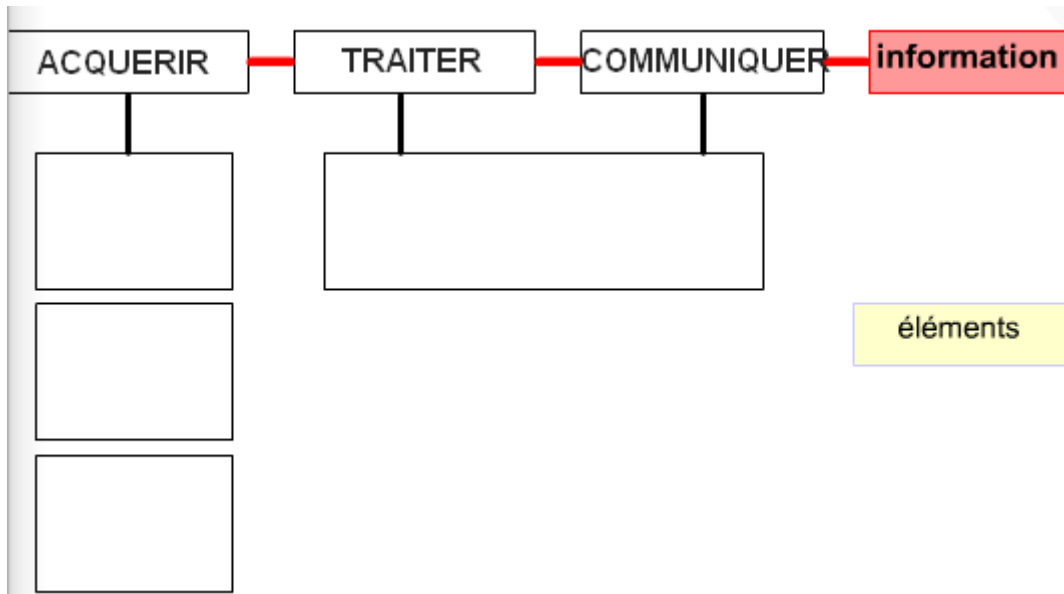 ACQUERIR
TRAITER
COMMUNIQUER
information
éléments